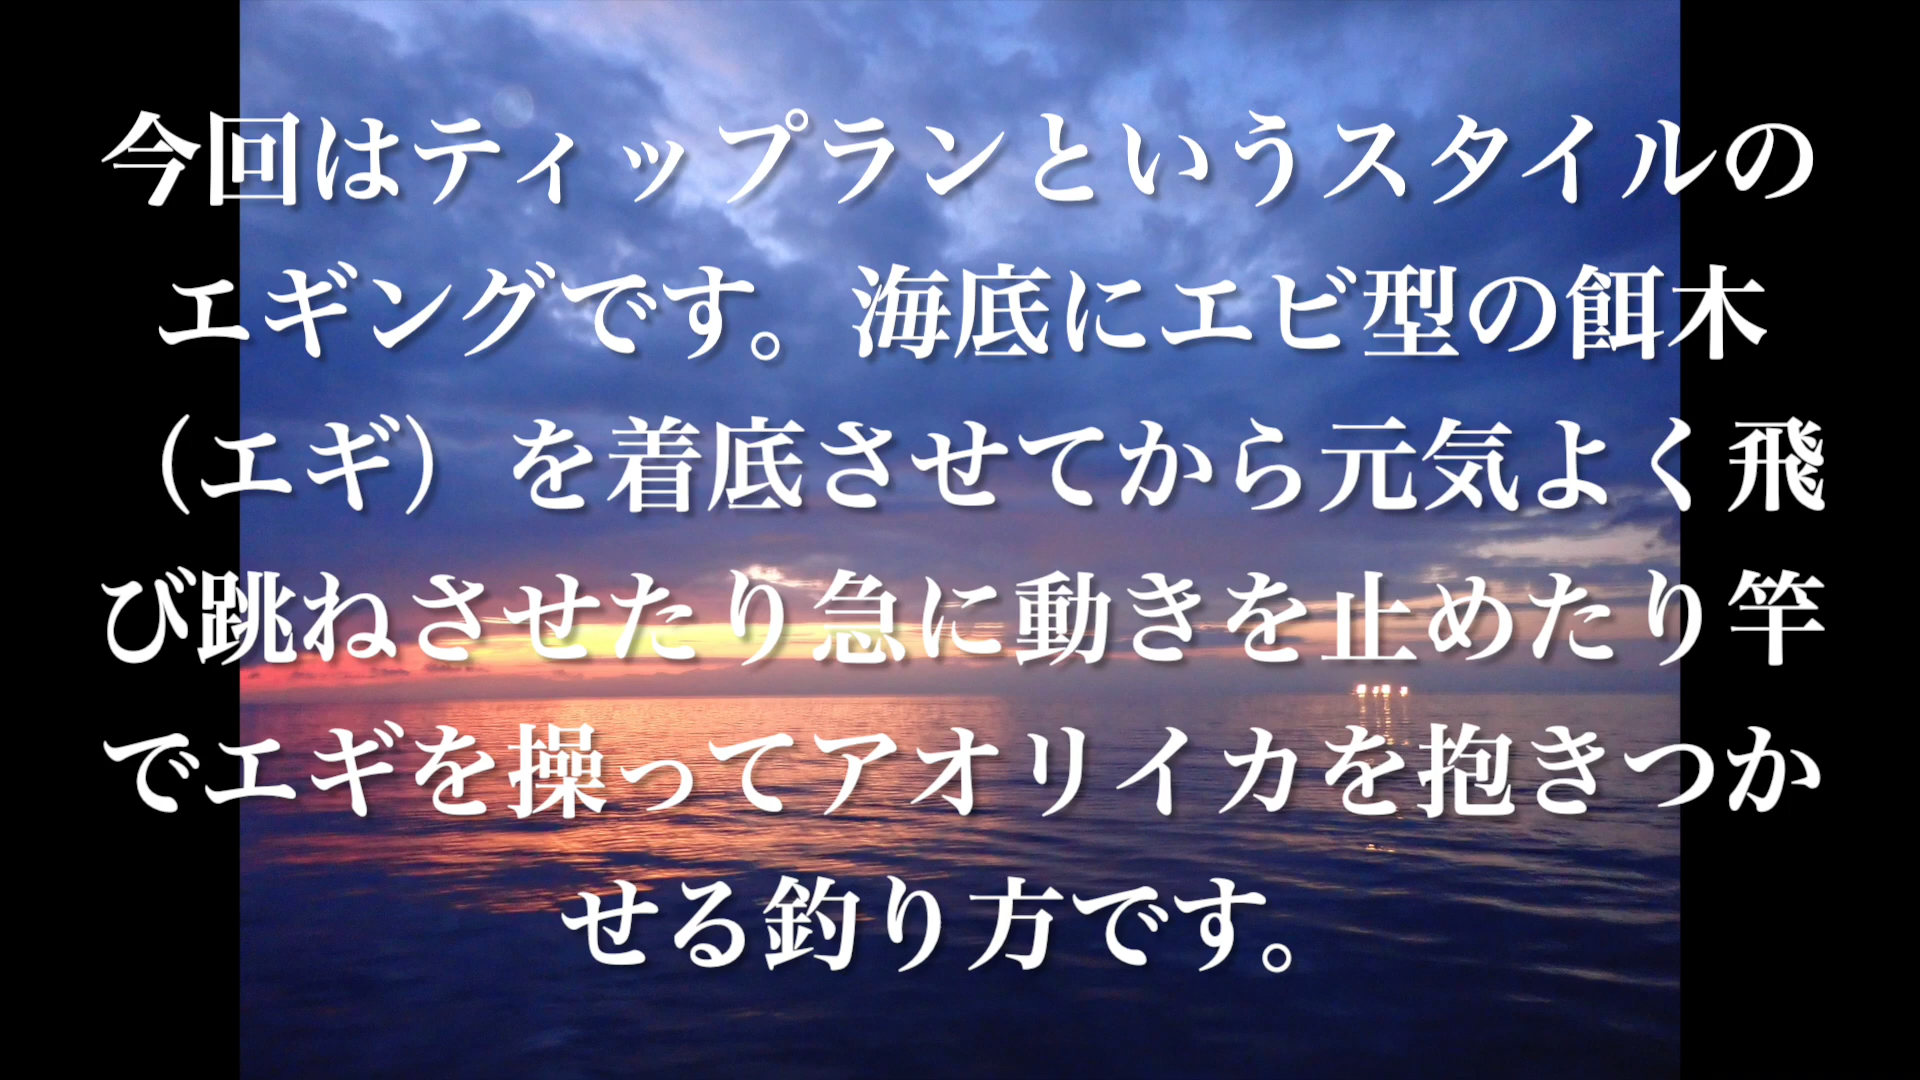 今回はティップランというスタイルの
エギングです。海底にエビ型の餌木
（エギ）を着底させてから元気よく飛
び跳ねさせたり急に動きを止めたり竿
でエギを操ってアオリイカを抱きつか
せる釣り方です。